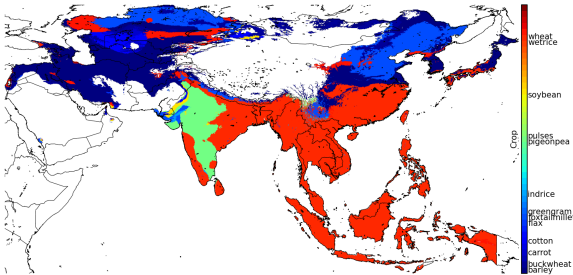 wheat
wetrice
soybean
pulses
pigeonpea
indrice
greengram
foxtailmille
flax
cotton
carrot
buckwheat
barley
Crop